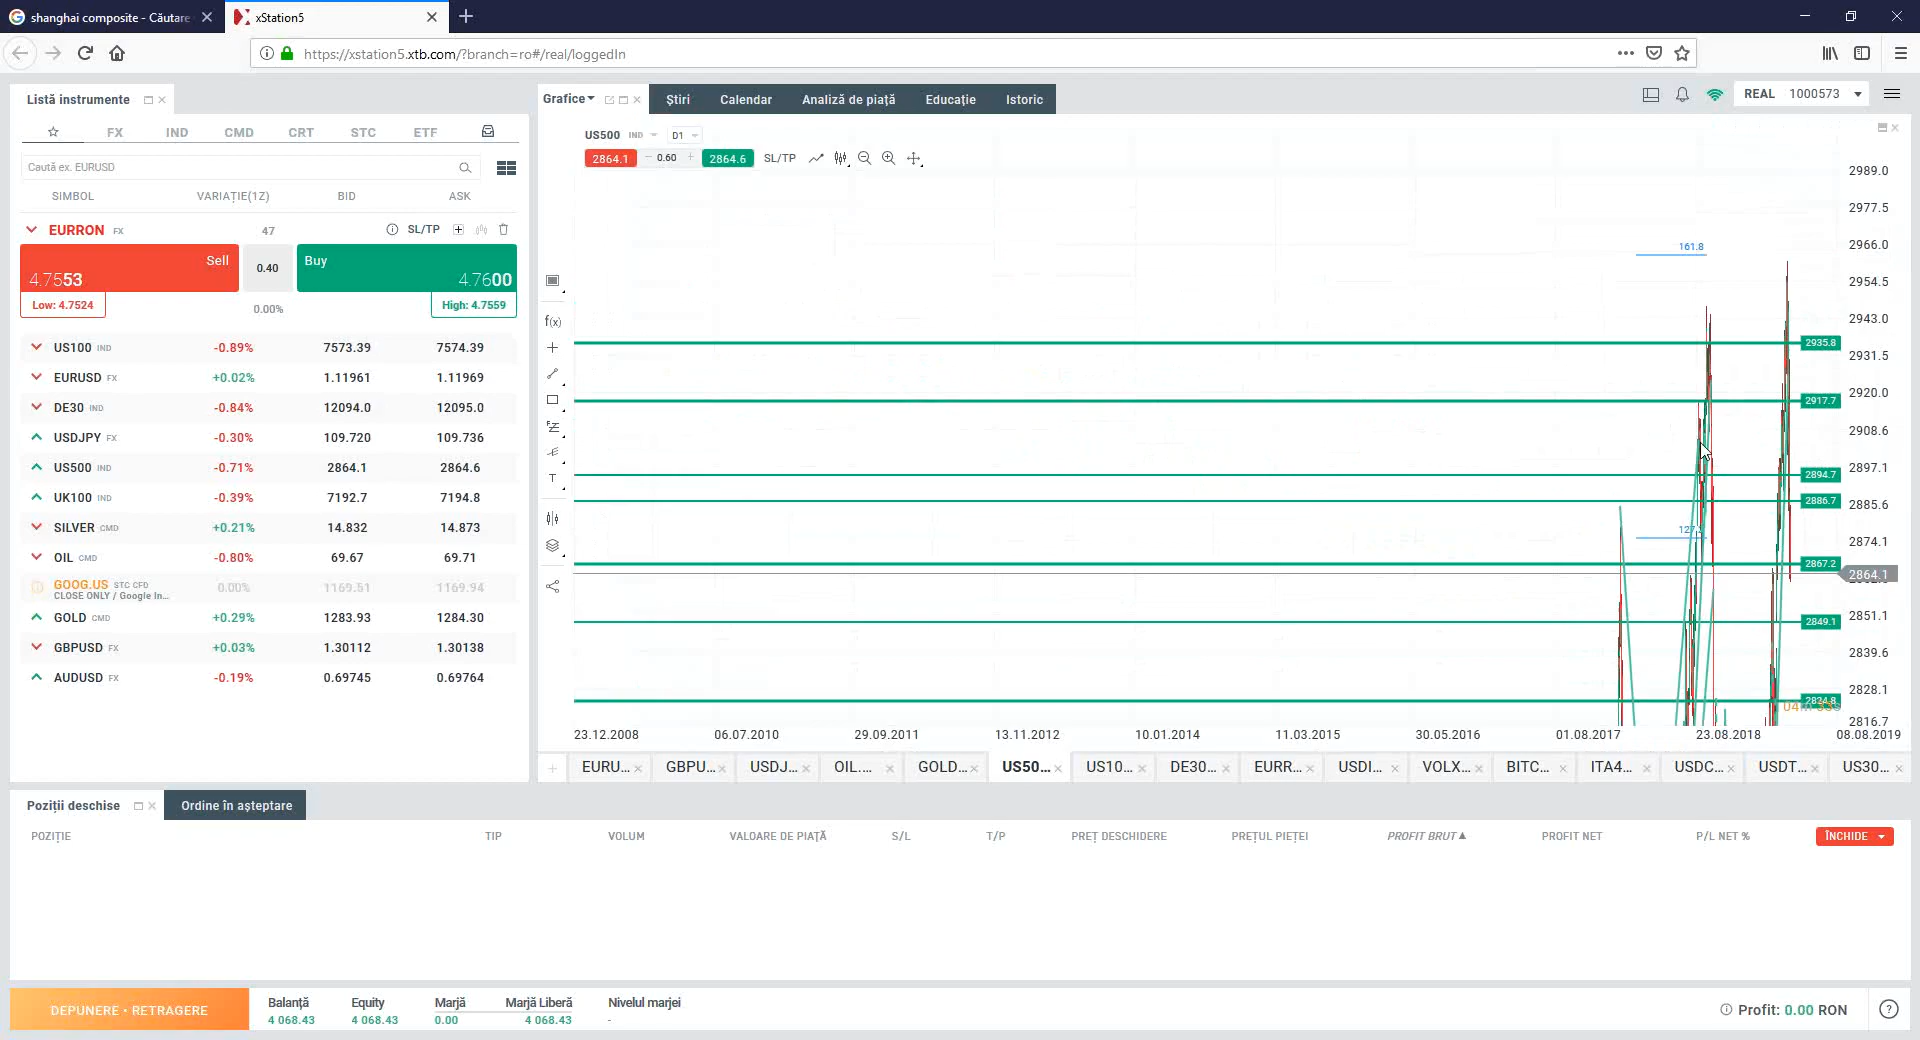 shanghai composite - Căutare
xStation5
https://xstation5.xtb.com/?branch=ro#/real/loggedIn
Listă instrumente
FX IND CMD CRT STC ETF
Caută ex. EURUSD
SIMBOL VARIAȚIE(1Z) BID ASK
EURRON FX 47 SL/TP
Sell 4.7553
0.40
Buy 4.7600
Low: 4.7524 0.00% High: 4.7559
US100 IND -0.89% 7573.39 7574.39
EURUSD FX +0.02% 1.11961 1.11969
DE30 IND -0.84% 12094.0 12095.0
USDJPY FX -0.30% 109.720 109.736
US500 IND -0.71% 2864.1 2864.6
UK100 IND -0.39% 7192.7 7194.8
SILVER CMD +0.21% 14.832 14.873
OIL CMD -0.80% 69.67 69.71
GOOG.US STC CFD 0.00% 1169.51 1169.94
CLOSE ONLY / Google In...
GOLD CMD +0.29% 1283.93 1284.30
GBPUSD FX +0.03% 1.30112 1.30138
AUDUSD FX -0.19% 0.69745 0.69764
Grafice Știri Calendar Analiză de piață Educație Istoric
REAL 1000573
US500 IND D1
2864.1 0.60 2864.6 SL/TP
f(x)
T
161.8
2989.0
2977.5
2966.0
2954.5
2943.0
2935.8
2931.5
2920.0
2917.7
2908.6
2897.1
2894.7
2886.7
2885.6
2874.1
2867.2
2864.1
2851.1
2849.1
2839.6
2828.1
2816.7
23.12.2008 06.07.2010 29.09.2011 13.11.2012 10.01.2014 11.03.2015 30.05.2016 01.08.2017 23.08.2018 08.08.2019
EURU... GBPU... USDJ... OIL.... GOLD... US50... US10... DE30... EURR... USDI... VOLX... BITC... ITA4... USDC... USDT... US30...
Poziții deschise Ordine în așteptare
POZIȚIE TIP VOLUM VALOARE DE PIAȚĂ S/L T/P PREȚ DESCHIDERE PREȚUL PIEȚEI PROFIT BRUT PROFIT NET P/L NET % ÎNCHIDE
DEPUNERE • RETRAGERE
Balanță Equity Marjă Marjă Liberă Nivelul marjei
4 068.43 4 068.43 0.00 4 068.43 -
Profit: 0.00 RON